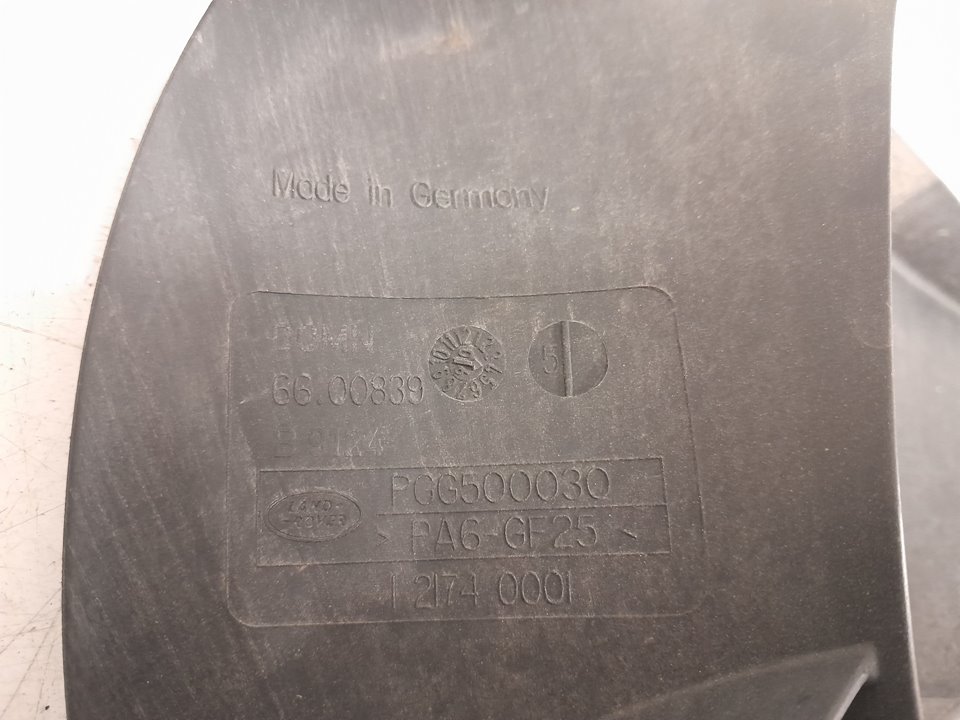 Made in Germany
66.00839
5
PGG500030
LAND-
ROVER
> PA6-GF25 <
1 2174 0001